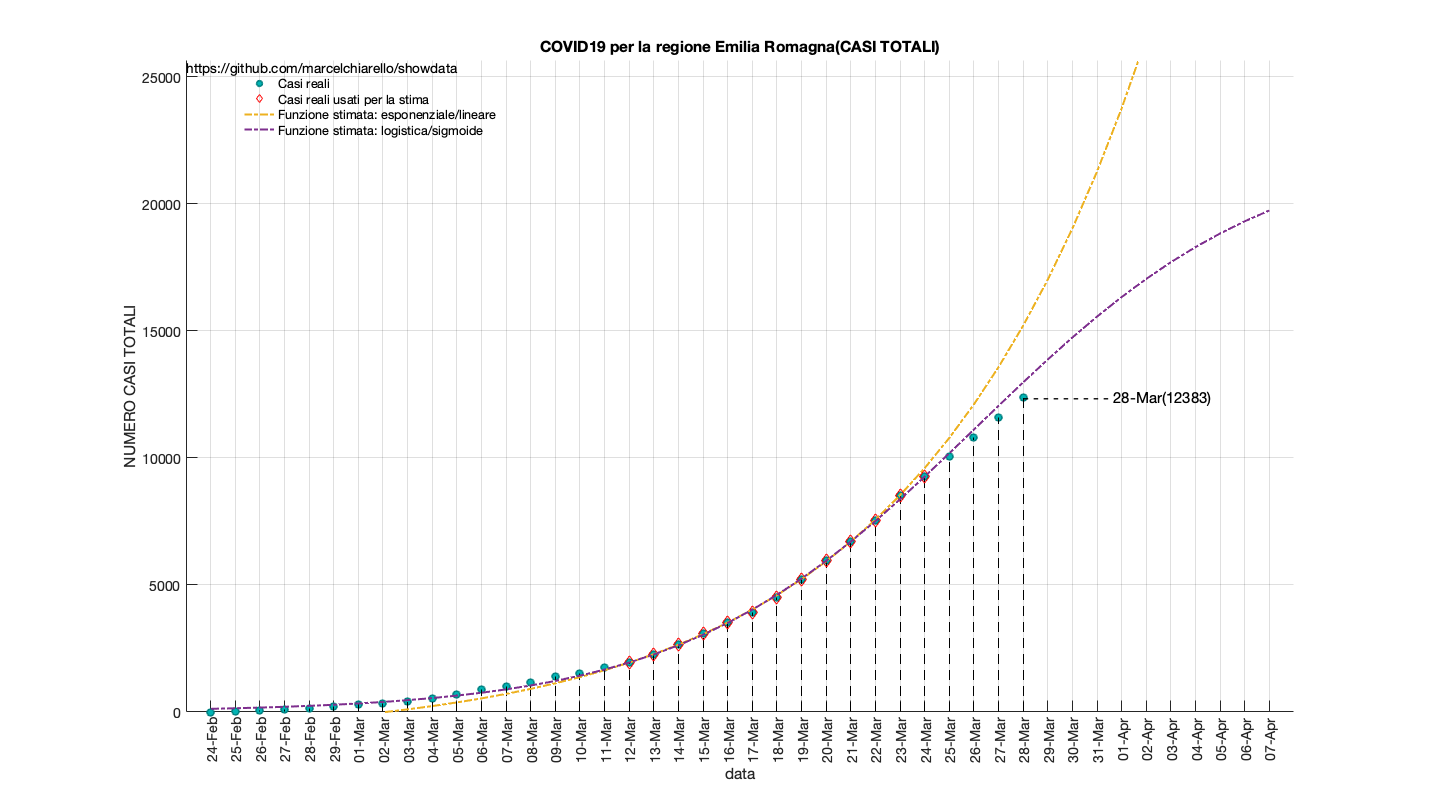 COVID19 per la regione Emilia Romagna(CASI TOTALI)
https://github.com/marcelchiarello/showdata
Casi reali
Casi reali usati per la stima
Funzione stimata: esponenziale/lineare
Funzione stimata: logistica/sigmoide
NUMERO CASI TOTALI
25000
20000
15000
10000
5000
0
28-Mar(12383)
24-Feb
25-Feb
26-Feb
27-Feb
28-Feb
29-Feb
01-Mar
02-Mar
03-Mar
04-Mar
05-Mar
06-Mar
07-Mar
08-Mar
09-Mar
10-Mar
11-Mar
12-Mar
13-Mar
14-Mar
15-Mar
16-Mar
17-Mar
18-Mar
19-Mar
20-Mar
21-Mar
22-Mar
23-Mar
24-Mar
25-Mar
26-Mar
27-Mar
28-Mar
29-Mar
30-Mar
31-Mar
01-Apr
02-Apr
03-Apr
04-Apr
05-Apr
06-Apr
07-Apr
data